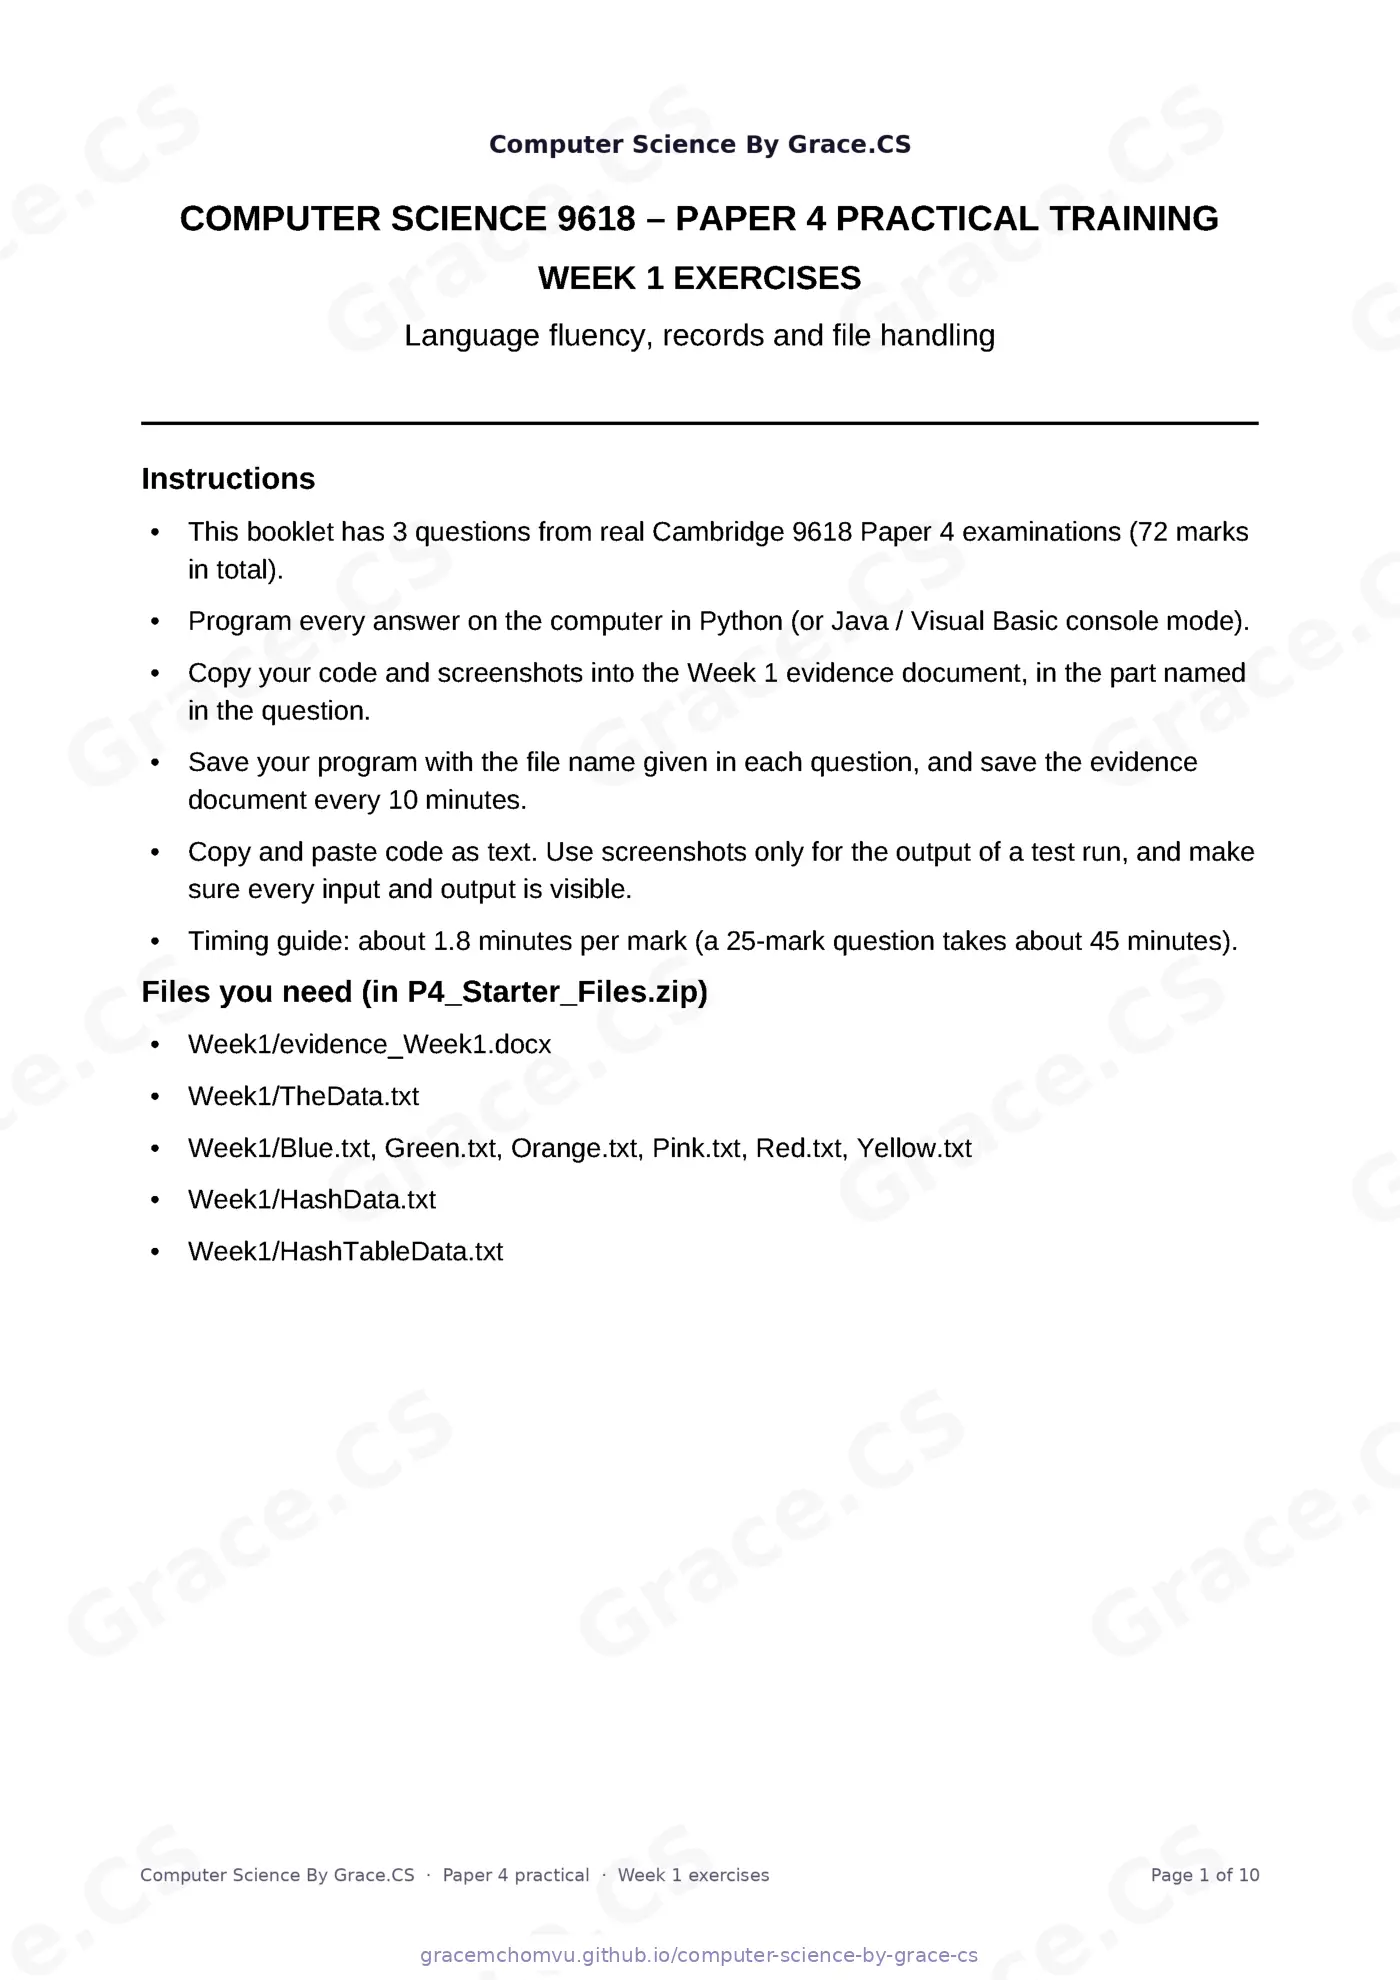 Computer Science By Grace.CS
COMPUTER SCIENCE 9618 – PAPER 4 PRACTICAL TRAINING
WEEK 1 EXERCISES
Language fluency, records and file handling
Instructions
• This booklet has 3 questions from real Cambridge 9618 Paper 4 examinations (72 marks
in total).
• Program every answer on the computer in Python (or Java / Visual Basic console mode).
• Copy your code and screenshots into the Week 1 evidence document, in the part named
in the question.
• Save your program with the file name given in each question, and save the evidence
document every 10 minutes.
• Copy and paste code as text. Use screenshots only for the output of a test run, and make
sure every input and output is visible.
• Timing guide: about 1.8 minutes per mark (a 25-mark question takes about 45 minutes).
Files you need (in P4_Starter_Files.zip)
• Week1/evidence_Week1.docx
• Week1/TheData.txt
• Week1/Blue.txt, Green.txt, Orange.txt, Pink.txt, Red.txt, Yellow.txt
• Week1/HashData.txt
• Week1/HashTableData.txt
Computer Science By Grace.CS · Paper 4 practical · Week 1 exercises Page 1 of 10
gracemchomvu.github.io/computer-science-by-grace-cs